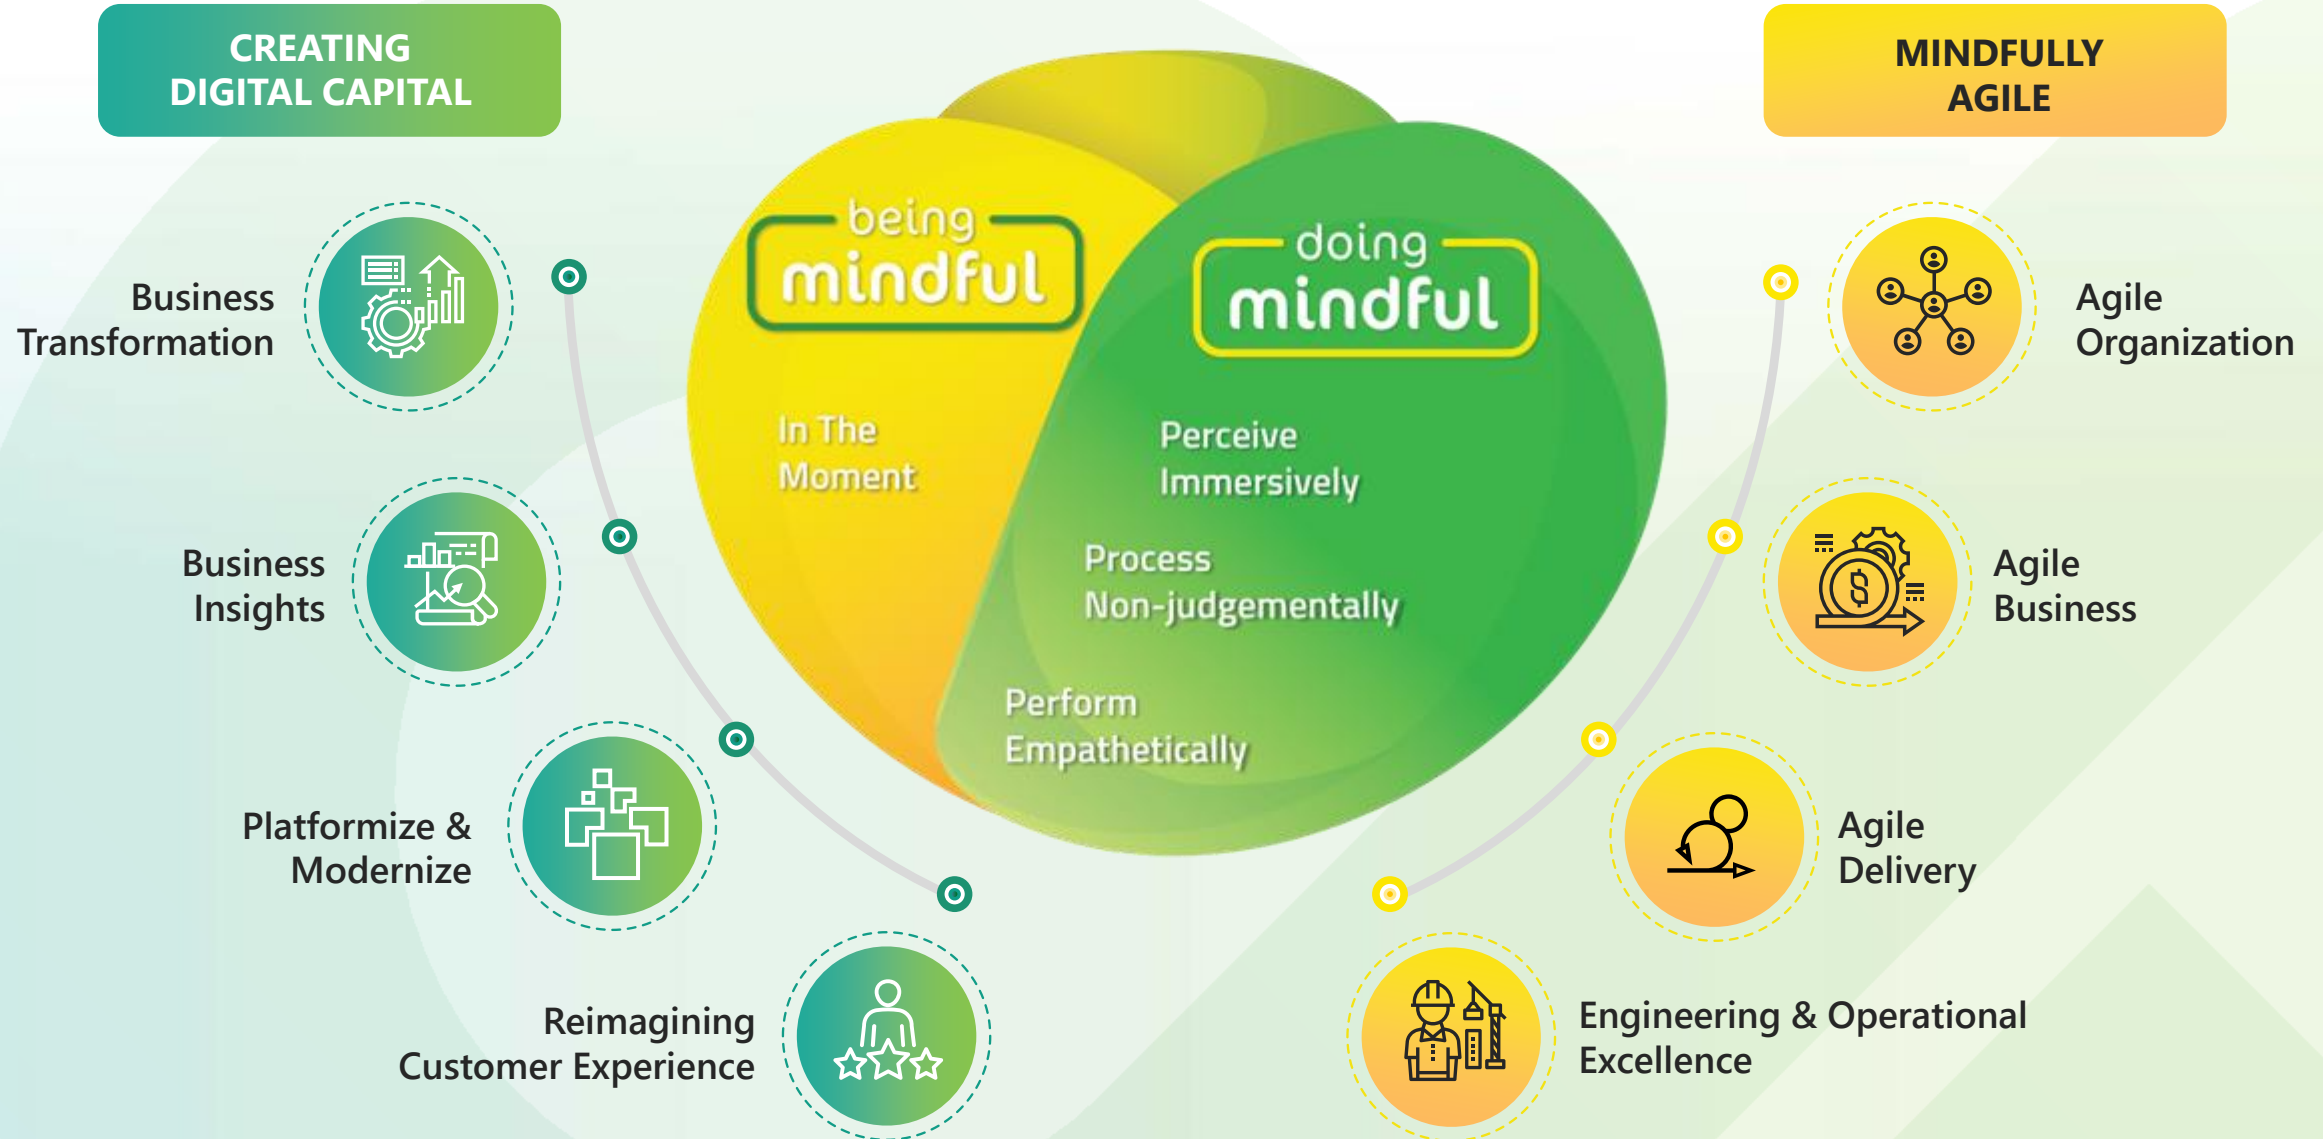 CREATING
DIGITAL CAPITAL
Business
Transformation
Business
Insights
Platformize &
Modernize
Reimagining
Customer Experience
being
mindful
In The
Moment
doing
mindful
Perceive
Immersively
Process
Non-judgementally
Perform
Empathetically
MINDFULLY
AGILE
Agile
Organization
$
Agile
Business
Agile
Delivery
Engineering & Operational
Excellence